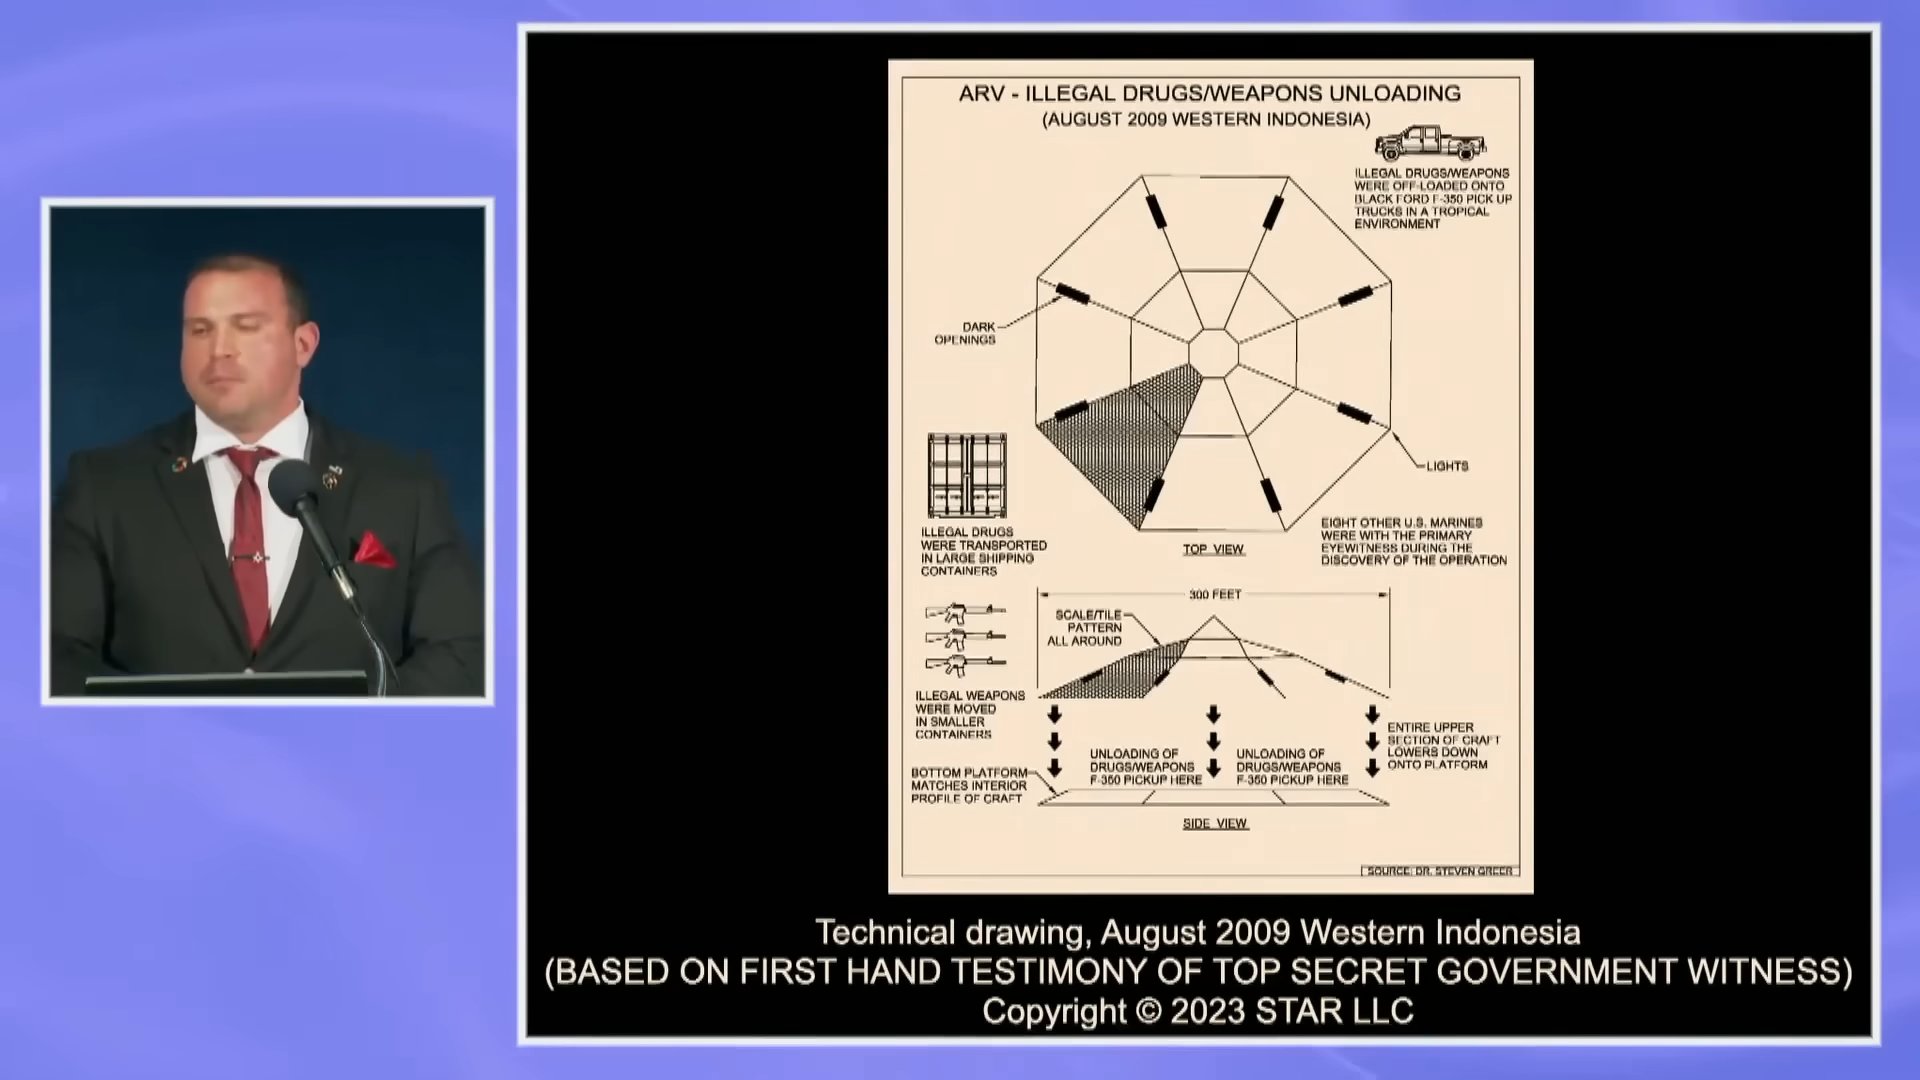 ARV - ILLEGAL DRUGS/WEAPONS UNLOADING
(AUGUST 2009 WESTERN INDONESIA)
ILLEGAL DRUGS/WEAPONS
WERE OFF-LOADED ONTO
BLACK FORD F-350 PICK UP
TRUCKS IN A TROPICAL
ENVIRONMENT
DARK
OPENINGS
LIGHTS
ILLEGAL DRUGS
WERE TRANSPORTED
IN LARGE SHIPPING
CONTAINERS
TOP VIEW
EIGHT OTHER U.S. MARINES
WERE WITH THE PRIMARY
EYEWITNESS DURING THE
DISCOVERY OF THE OPERATION
300 FEET
SCALE/TILE
PATTERN
ALL AROUND
ILLEGAL WEAPONS
WERE MOVED
IN SMALLER
CONTAINERS
UNLOADING OF
DRUGS/WEAPONS
F-350 PICKUP HERE
UNLOADING OF
DRUGS/WEAPONS
F-350 PICKUP HERE
ENTIRE UPPER
SECTION OF CRAFT
LOWERS DOWN
ONTO PLATFORM
BOTTOM PLATFORM
MATCHES INTERIOR
PROFILE OF CRAFT
SIDE VIEW
SOURCE: DR. STEVEN GREER
Technical drawing, August 2009 Western Indonesia
(BASED ON FIRST HAND TESTIMONY OF TOP SECRET GOVERNMENT WITNESS)
Copyright © 2023 STAR LLC